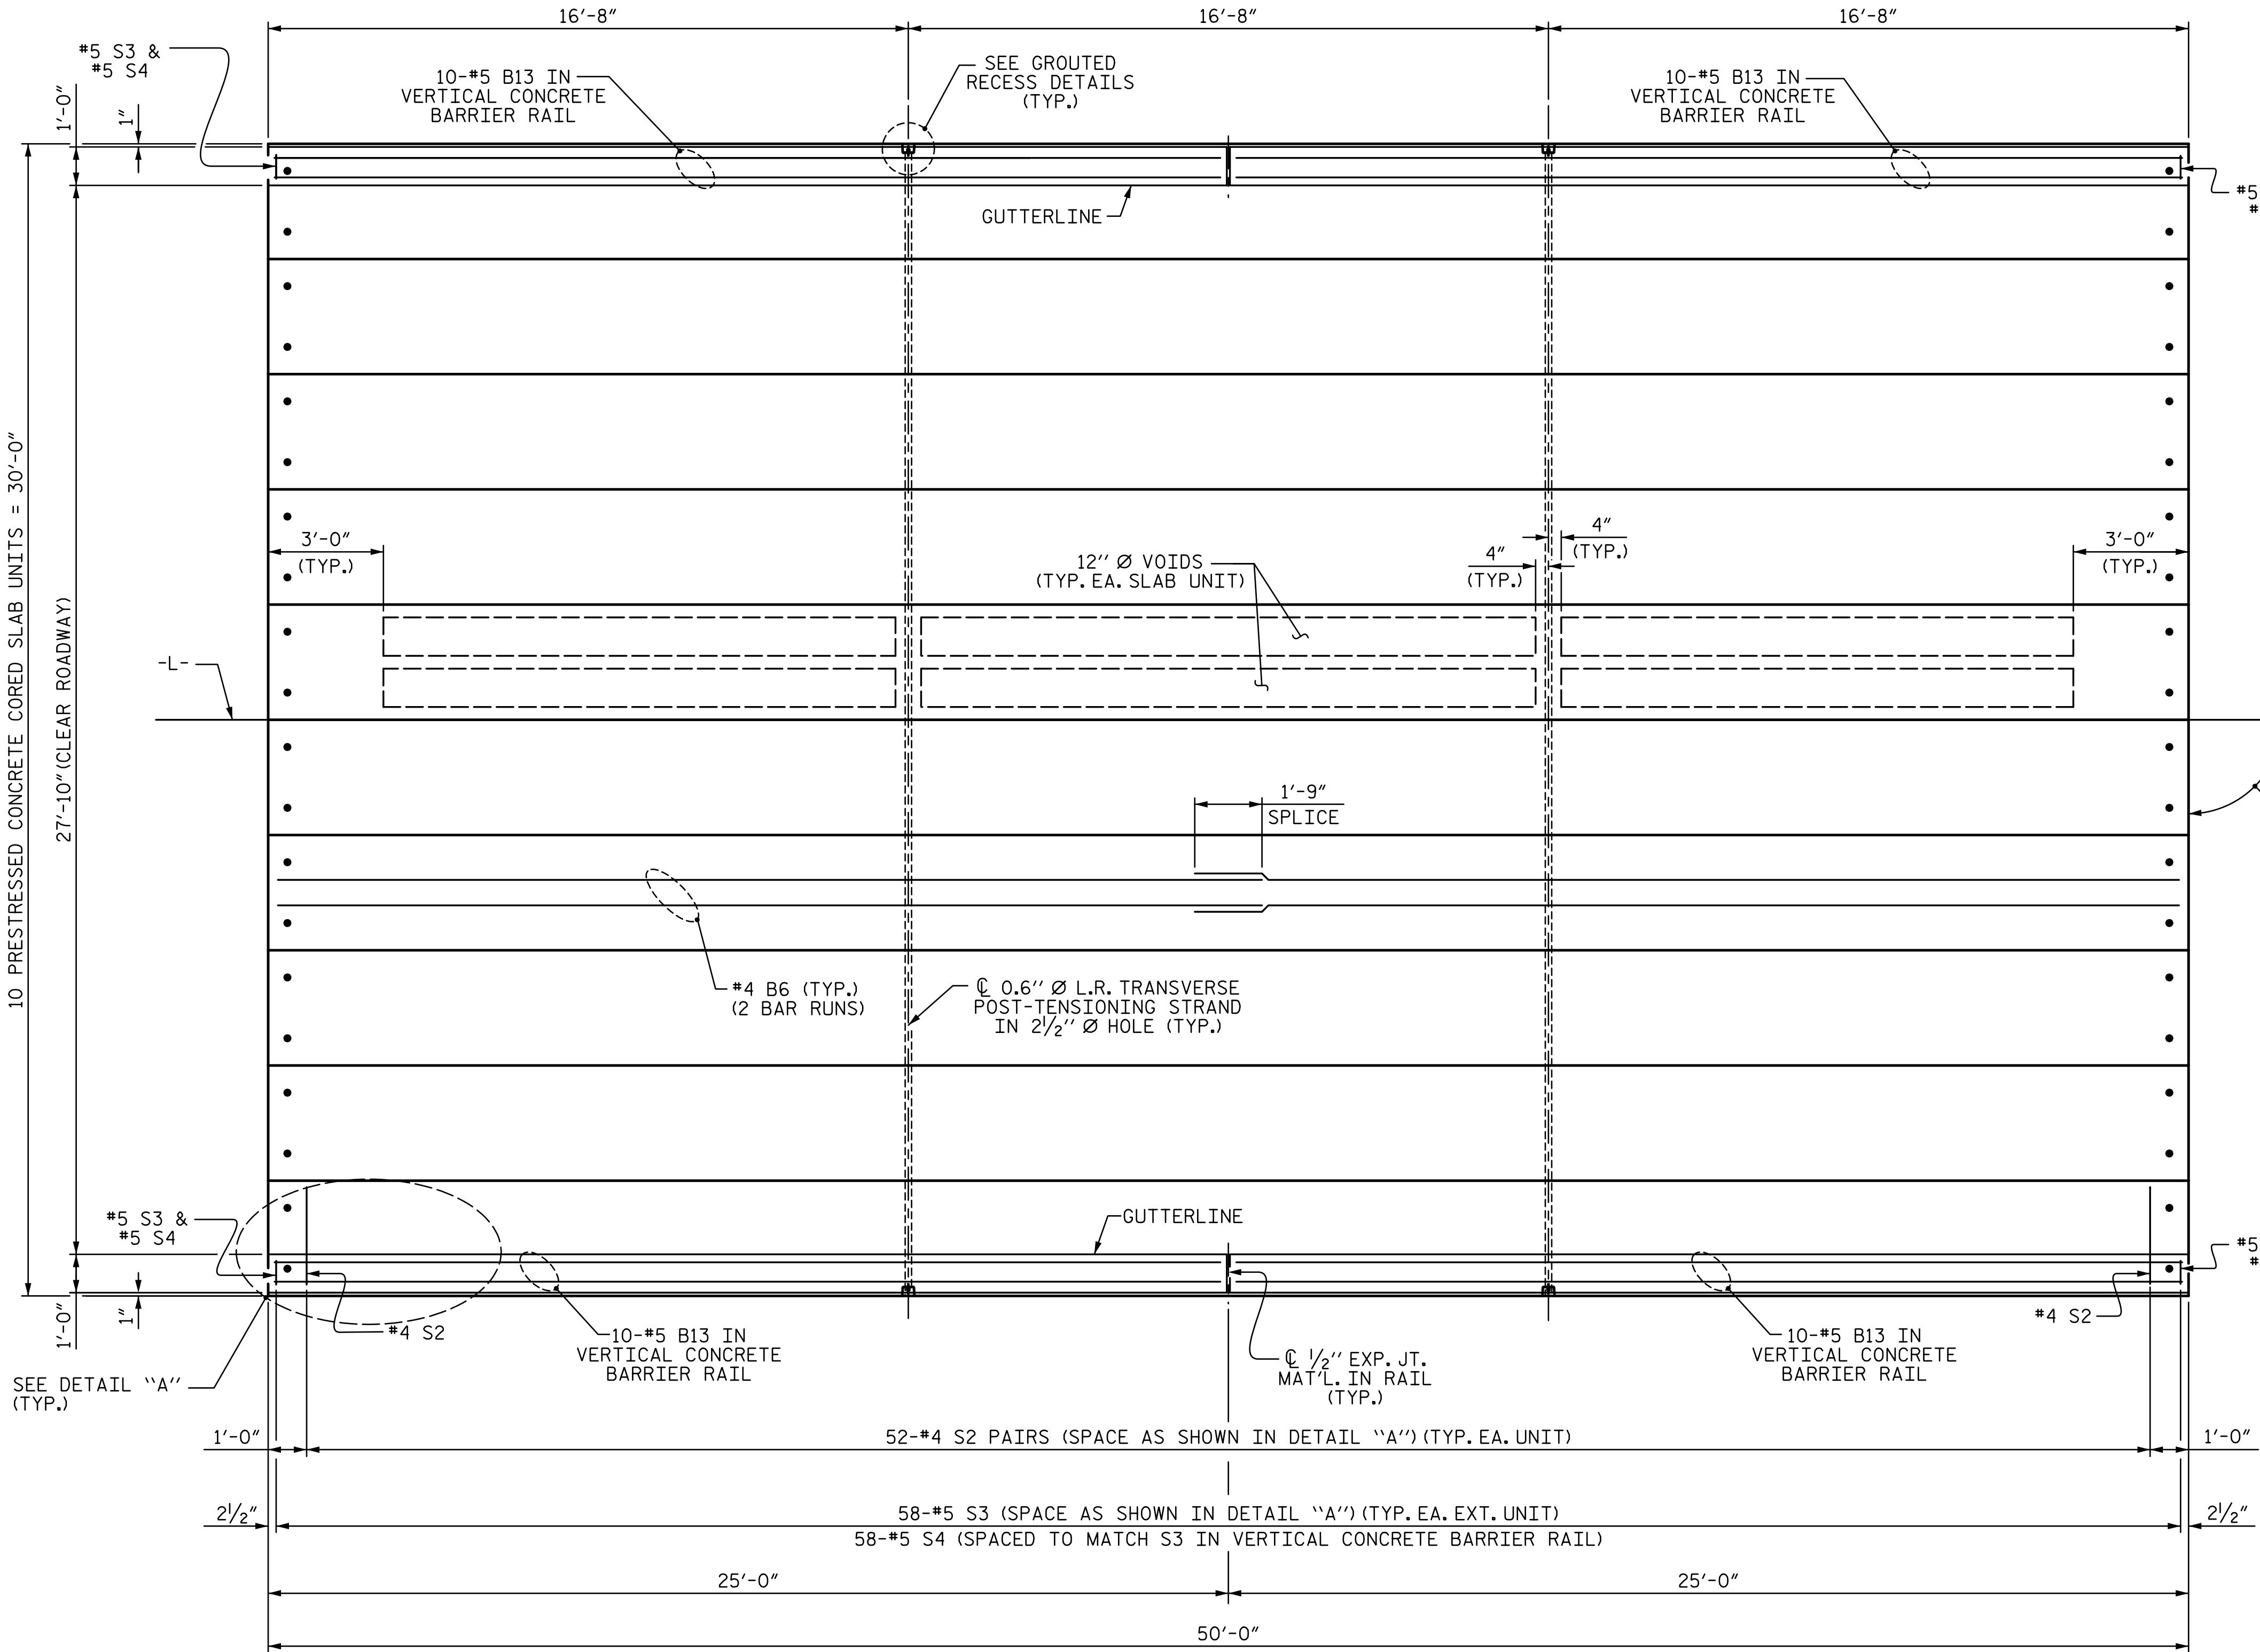 16'-8"
16'-8"
16'-8"
#5 S3 &
#5 S4
10-#5 B13 IN
VERTICAL CONCRETE
BARRIER RAIL
SEE GROUTED
RECESS DETAILS
(TYP.)
10-#5 B13 IN
VERTICAL CONCRETE
BARRIER RAIL
1'-0"
1"
GUTTERLINE
#5
#
10 PRESTRESSED CONCRETE CORED SLAB UNITS = 30'-0"
27'-10" (CLEAR ROADWAY)
3'-0"
(TYP.)
12" Ø VOIDS
(TYP. EA. SLAB UNIT)
4"
(TYP.)
4"
(TYP.)
3'-0"
(TYP.)
-L-
1'-9"
SPLICE
#4 B6 (TYP.)
(2 BAR RUNS)
℄ 0.6" Ø L.R. TRANSVERSE
POST-TENSIONING STRAND
IN 2 1/2" Ø HOLE (TYP.)
#5 S3 &
#5 S4
GUTTERLINE
#5
#
1'-0"
1"
#4 S2
10-#5 B13 IN
VERTICAL CONCRETE
BARRIER RAIL
℄ 1/2" EXP. JT.
MAT'L. IN RAIL
(TYP.)
10-#5 B13 IN
VERTICAL CONCRETE
BARRIER RAIL
#4 S2
SEE DETAIL "A"
(TYP.)
1'-0"
52-#4 S2 PAIRS (SPACE AS SHOWN IN DETAIL "A") (TYP. EA. UNIT)
1'-0"
2 1/2"
58-#5 S3 (SPACE AS SHOWN IN DETAIL "A") (TYP. EA. EXT. UNIT)
2 1/2"
58-#5 S4 (SPACED TO MATCH S3 IN VERTICAL CONCRETE BARRIER RAIL)
25'-0"
25'-0"
50'-0"